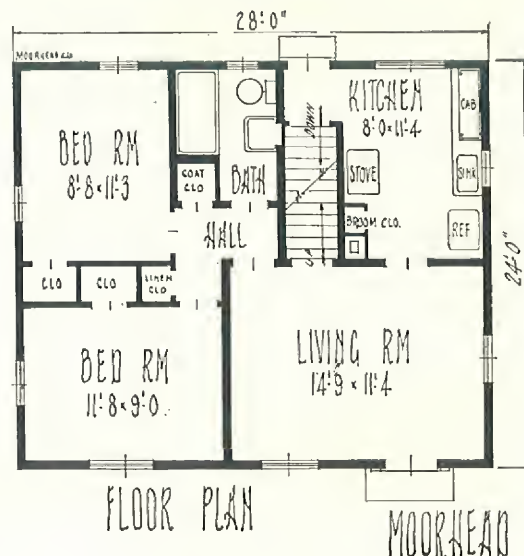 28'-0"
MOORHEAD
KITCHEN
8'-0 × 11'-4
CAB
BED RM
8'-8 × 11'-3
COAT
CLO
BATH
DOWN
STOVE
SINK
HALL
BROOM CLO.
REF
24'-0"
UP
CLO
CLO
LINEN
CLO
BED RM
11'-8 × 9'-0
LIVING RM
14'-9 × 11'-4
FLOOR PLAN
MOORHEAD